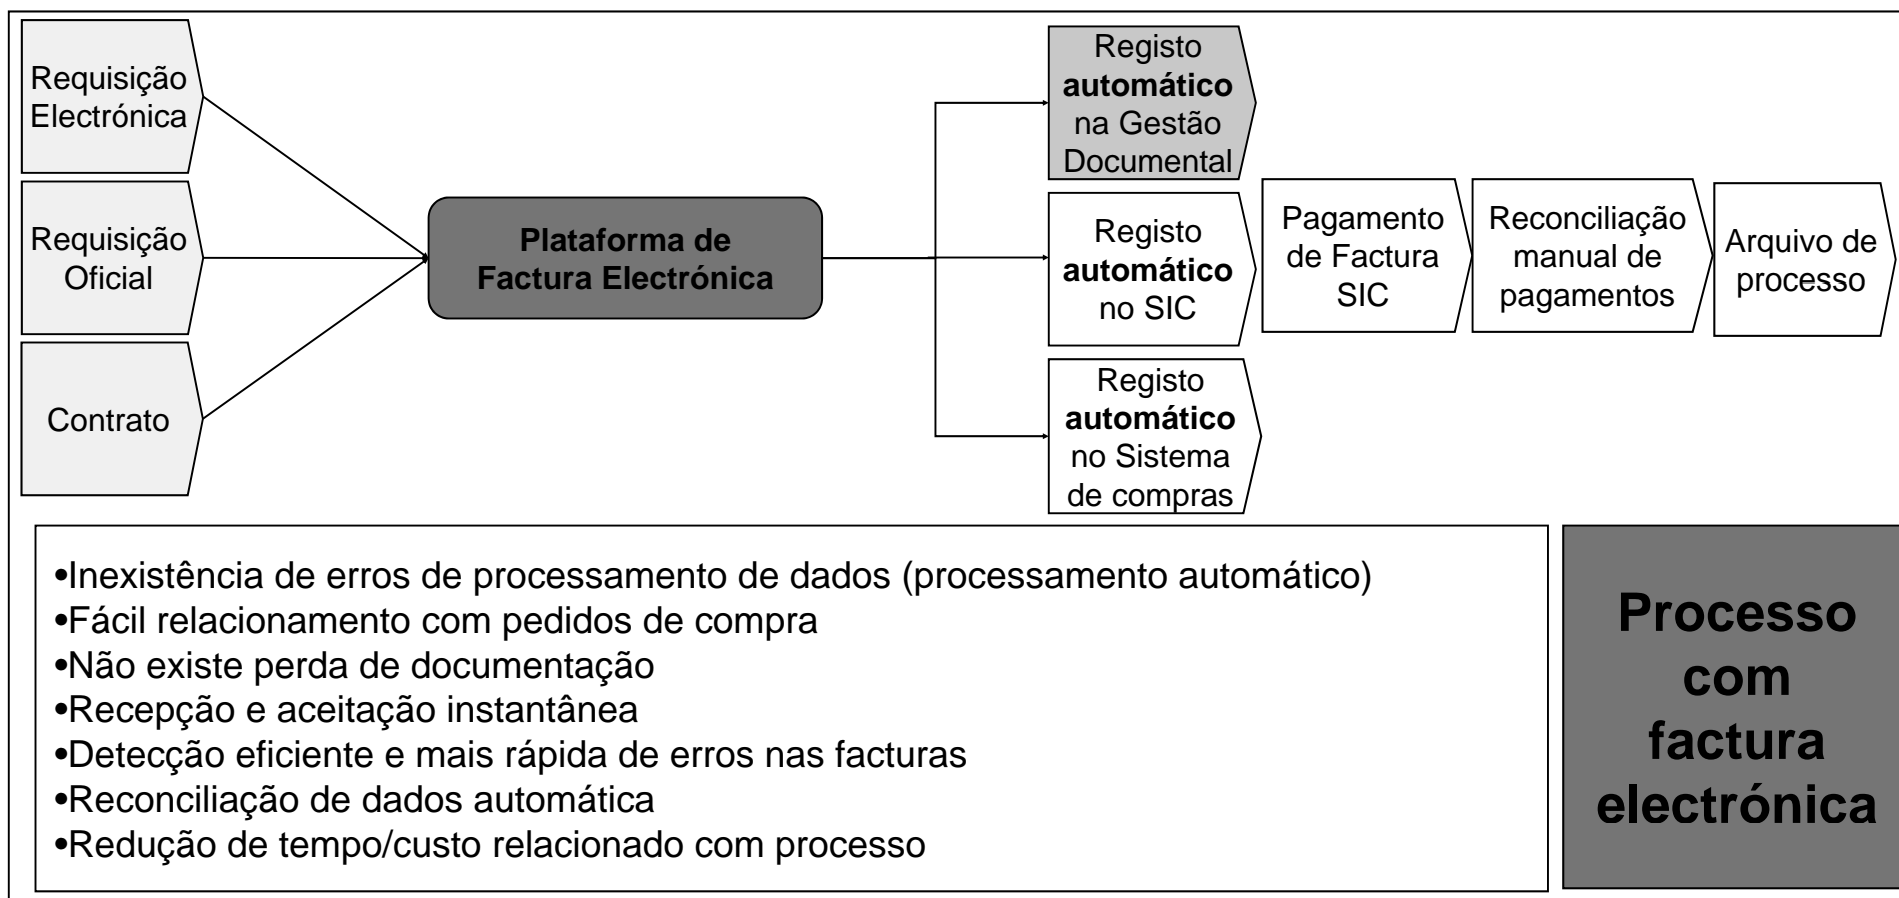 Requisição
Electrónica
Requisição
Oficial
Contrato
Plataforma de
Factura Electrónica
Registo
automático
na Gestão
Documental
Registo
automático
no SIC
Registo
automático
no Sistema
de compras
Pagamento
de Factura
SIC
Reconciliação
manual de
pagamentos
Arquivo de
processo
•Inexistência de erros de processamento de dados (processamento automático)
•Fácil relacionamento com pedidos de compra
•Não existe perda de documentação
•Recepção e aceitação instantânea
•Detecção eficiente e mais rápida de erros nas facturas
•Reconciliação de dados automática
•Redução de tempo/custo relacionado com processo
Processo
com
factura
electrónica